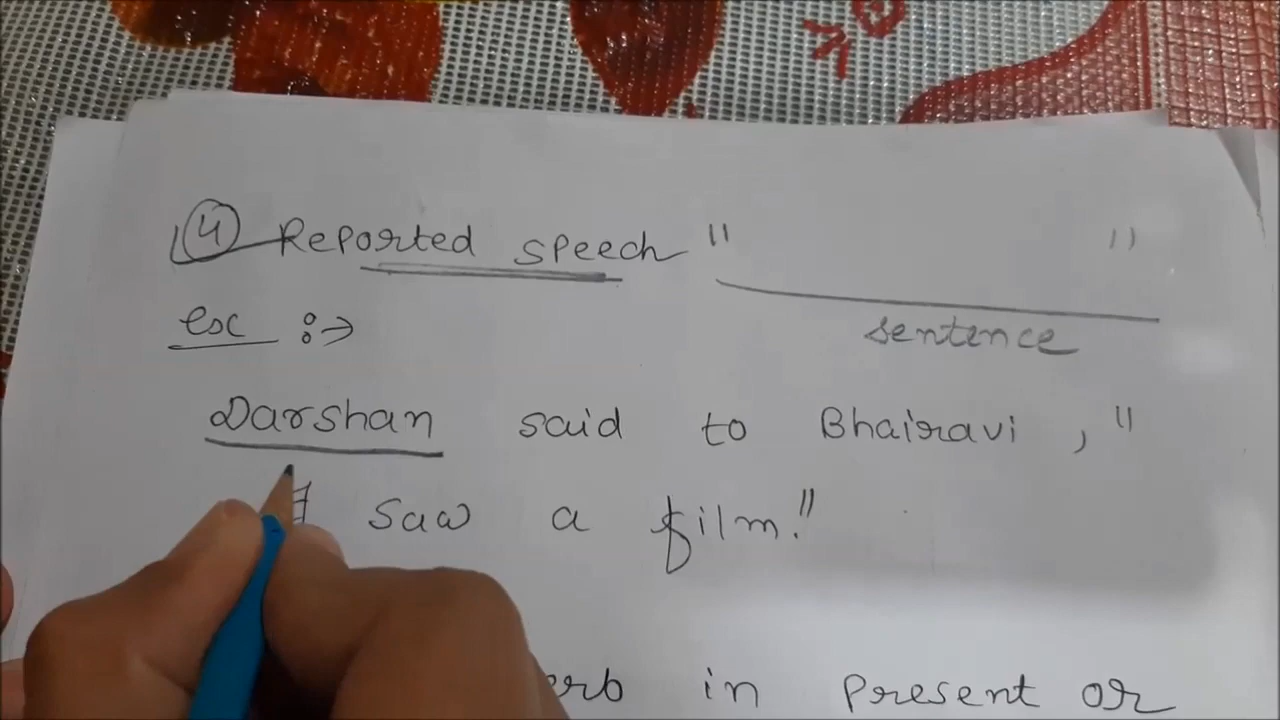 ④ Reported speech " "
sentence
ex :→
Darshan said to Bhairavi , "
I saw a film."
in Present or